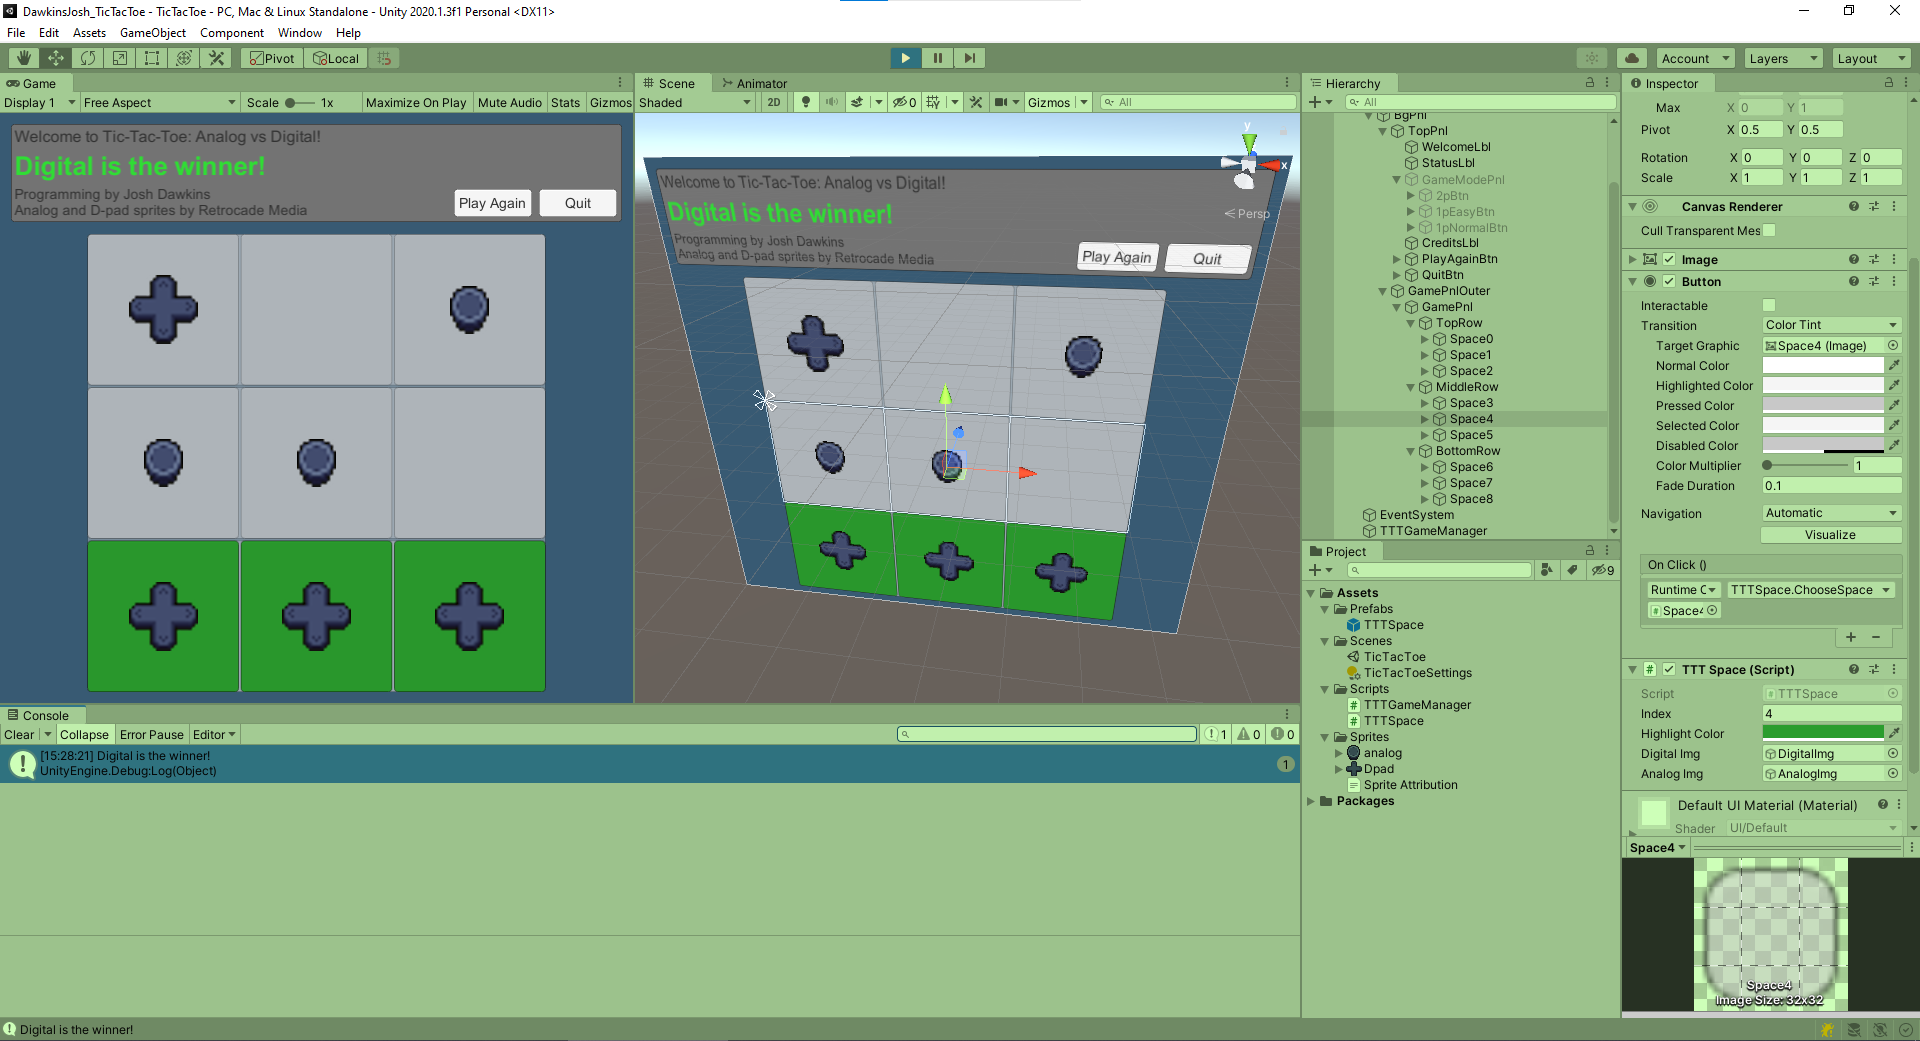 DawkinsJosh_TicTacToe - TicTacToe - PC, Mac & Linux Standalone - Unity 2020.1.3f1 Personal <DX11>
File Edit Assets GameObject Component Window Help
Pivot Local Account Layers Layout
Game
Display 1 Free Aspect Scale 1x Maximize On Play Mute Audio Stats Gizmos
Welcome to Tic-Tac-Toe: Analog vs Digital!
Digital is the winner!
Programming by Josh Dawkins
Analog and D-pad sprites by Retrocade Media
Play Again Quit
Scene Animator
Shaded 2D 0 Gizmos All
y
x
Persp
Welcome to Tic-Tac-Toe: Analog vs Digital!
Digital is the winner!
Programming by Josh Dawkins
Analog and D-pad sprites by Retrocade Media
Play Again Quit
Console
Clear Collapse Error Pause Editor 1 0 0
[15:28:21] Digital is the winner!
UnityEngine.Debug:Log(Object)
1
Digital is the winner!
Hierarchy
All
BgPnl
TopPnl
WelcomeLbl
StatusLbl
GameModePnl
2pBtn
1pEasyBtn
1pNormalBtn
CreditsLbl
PlayAgainBtn
QuitBtn
GamePnlOuter
GamePnl
TopRow
Space0
Space1
Space2
MiddleRow
Space3
Space4
Space5
BottomRow
Space6
Space7
Space8
EventSystem
TTTGameManager
Project
9
Assets
Prefabs
TTTSpace
Scenes
TicTacToe
TicTacToeSettings
Scripts
TTTGameManager
TTTSpace
Sprites
analog
Dpad
Sprite Attribution
Packages
Inspector
Max X 0 Y 1
Pivot X 0.5 Y 0.5
Rotation X 0 Y 0 Z 0
Scale X 1 Y 1 Z 1
Canvas Renderer
Cull Transparent Mes
Image
Button
Interactable
Transition Color Tint
Target Graphic Space4 (Image)
Normal Color
Highlighted Color
Pressed Color
Selected Color
Disabled Color
Color Multiplier 1
Fade Duration 0.1
Navigation Automatic
Visualize
On Click ()
Runtime C TTTSpace.ChooseSpace
Space4
+ −
TTT Space (Script)
Script TTTSpace
Index 4
Highlight Color
Digital Img DigitalImg
Analog Img AnalogImg
Default UI Material (Material)
Shader UI/Default
Space4
Space4
Image Size: 32x32